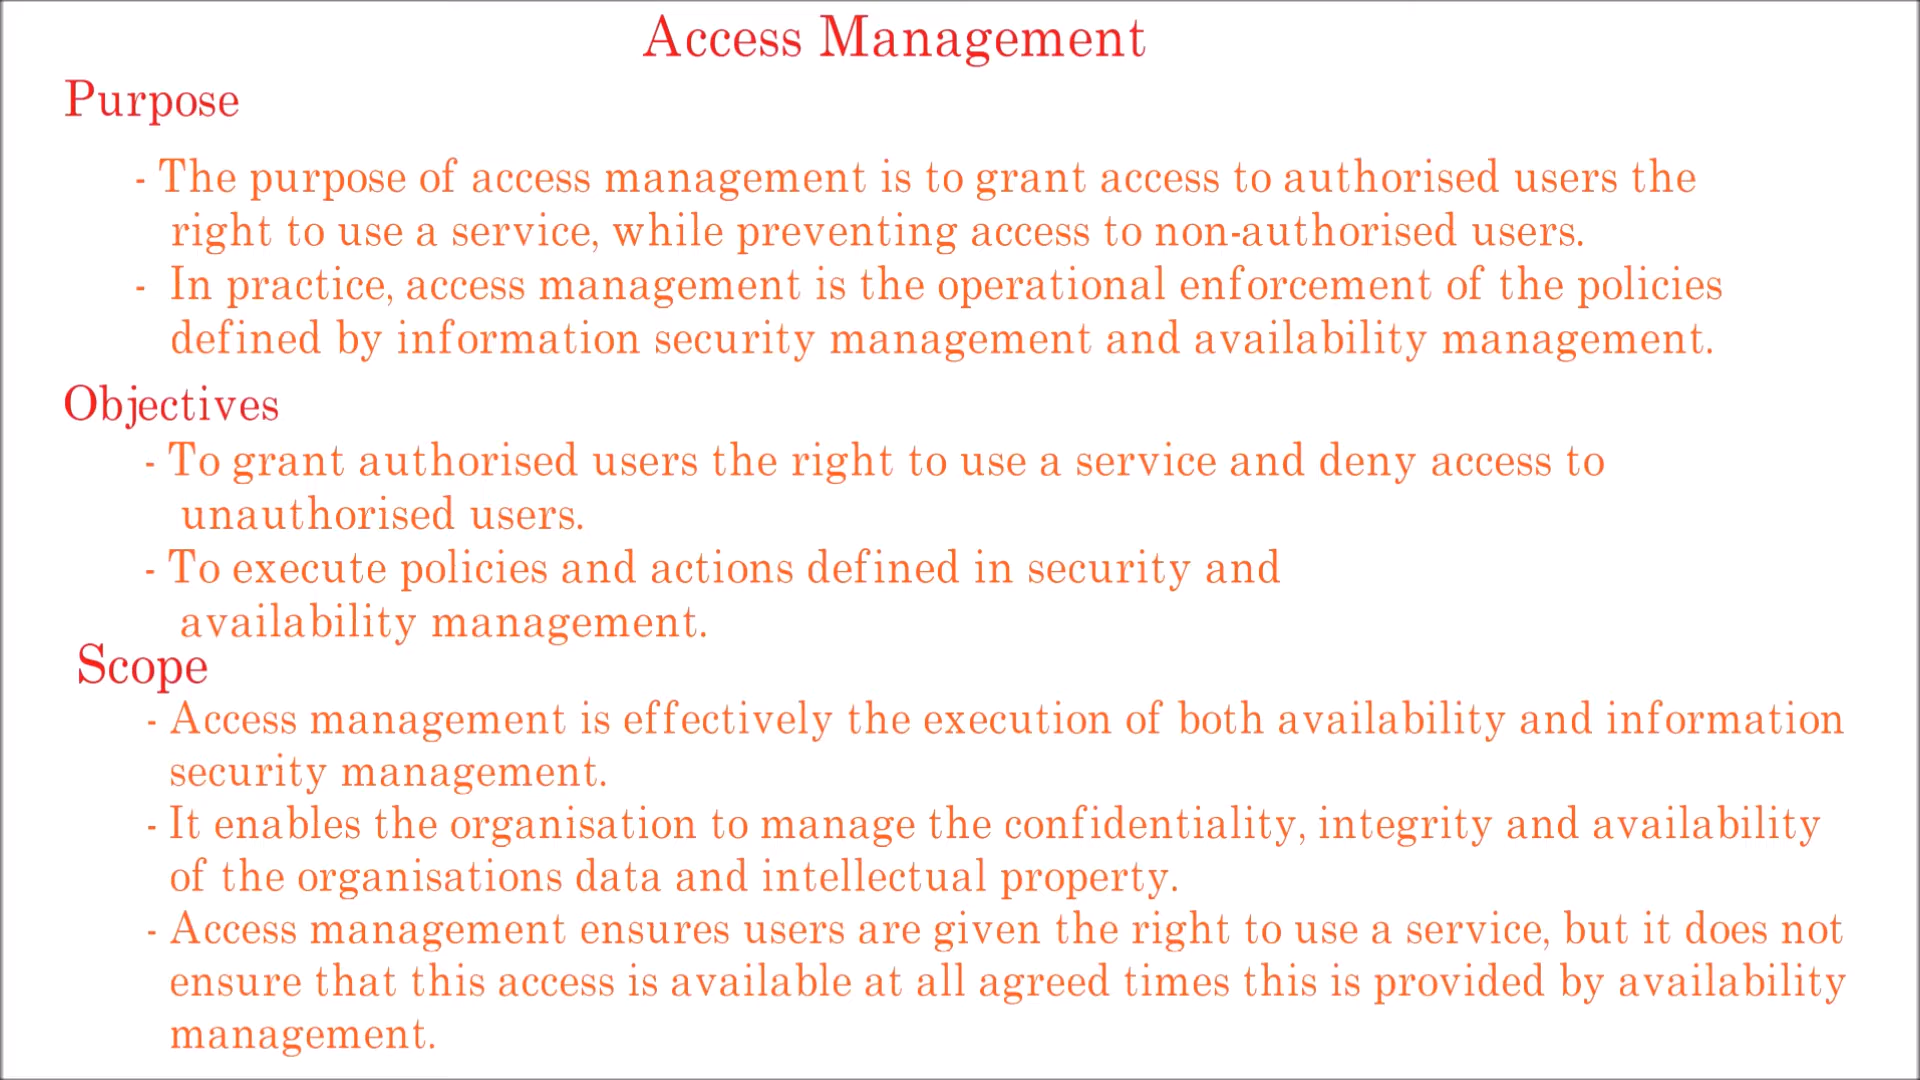 Access Management
Purpose
- The purpose of access management is to grant access to authorised users the
right to use a service, while preventing access to non-authorised users.
- In practice, access management is the operational enforcement of the policies
defined by information security management and availability management.
Objectives
- To grant authorised users the right to use a service and deny access to
unauthorised users.
- To execute policies and actions defined in security and
availability management.
Scope
- Access management is effectively the execution of both availability and information
security management.
- It enables the organisation to manage the confidentiality, integrity and availability
of the organisations data and intellectual property.
- Access management ensures users are given the right to use a service, but it does not
ensure that this access is available at all agreed times this is provided by availability
management.